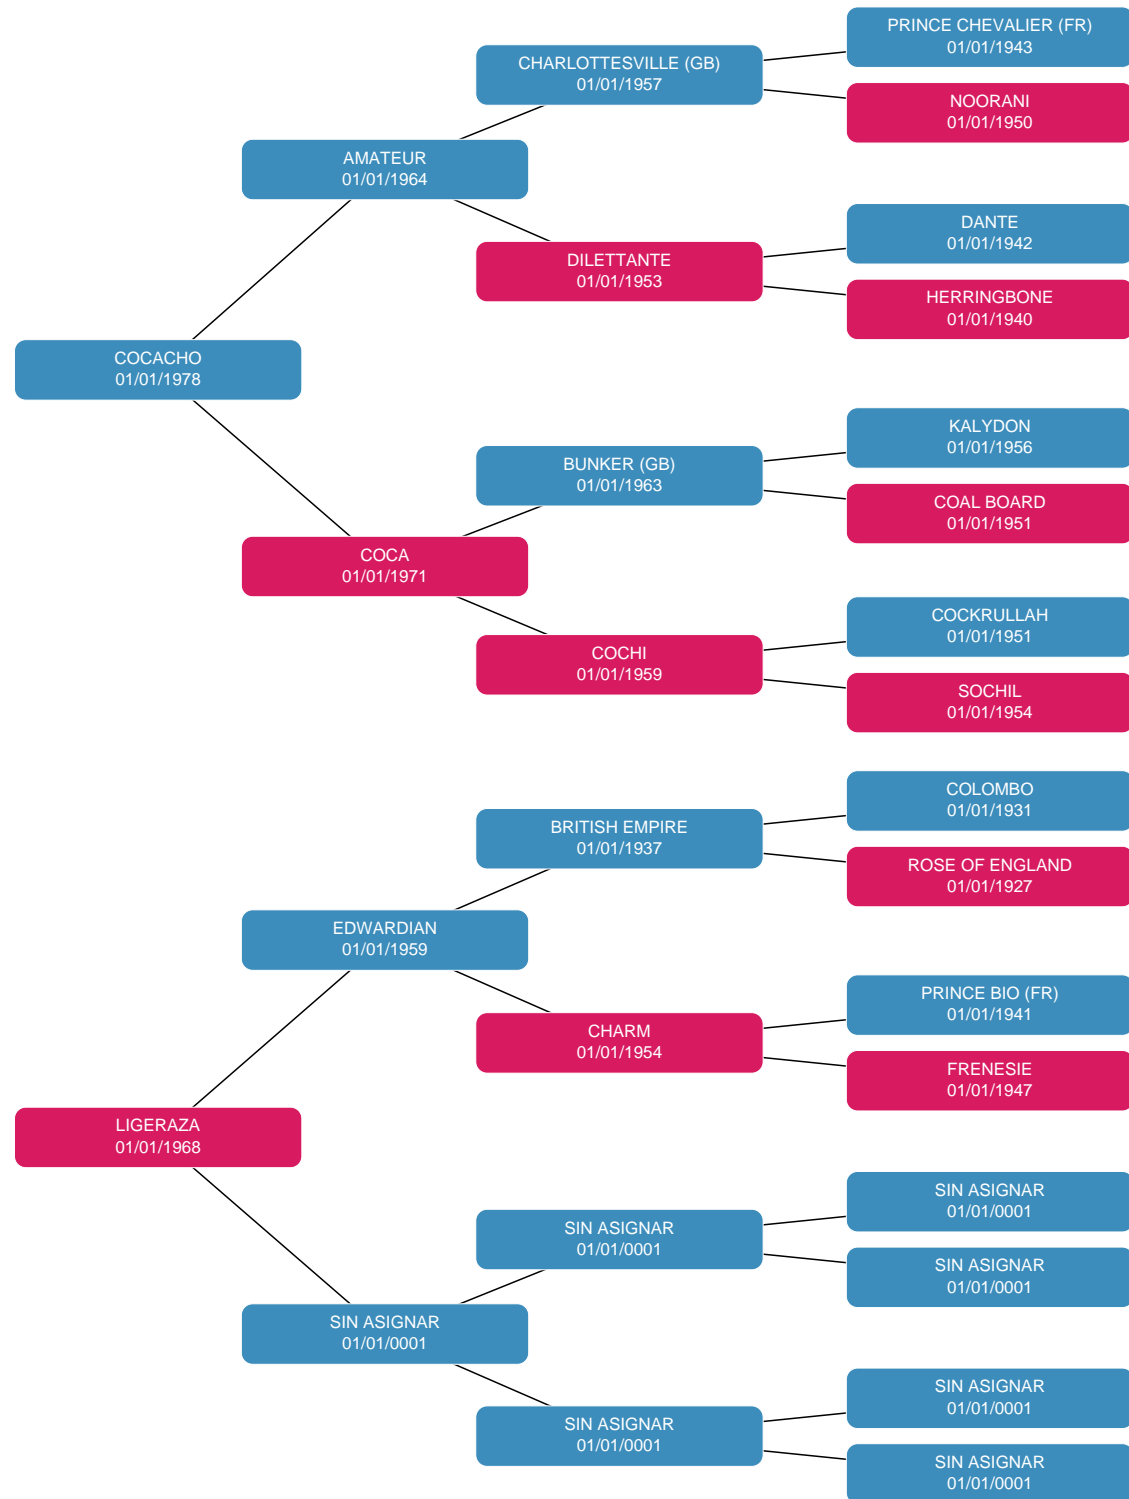 PRINCE CHEVALIER (FR)
01/01/1943
CHARLOTTESVILLE (GB)
01/01/1957
NOORANI
01/01/1950
AMATEUR
01/01/1964
DANTE
01/01/1942
DILETTANTE
01/01/1953
HERRINGBONE
01/01/1940
COCACHO
01/01/1978
KALYDON
01/01/1956
BUNKER (GB)
01/01/1963
COAL BOARD
01/01/1951
COCA
01/01/1971
COCKRULLAH
01/01/1951
COCHI
01/01/1959
SOCHIL
01/01/1954
COLOMBO
01/01/1931
BRITISH EMPIRE
01/01/1937
ROSE OF ENGLAND
01/01/1927
EDWARDIAN
01/01/1959
PRINCE BIO (FR)
01/01/1941
CHARM
01/01/1954
FRENESIE
01/01/1947
LIGERAZA
01/01/1968
SIN ASIGNAR
01/01/0001
SIN ASIGNAR
01/01/0001
SIN ASIGNAR
01/01/0001
SIN ASIGNAR
01/01/0001
SIN ASIGNAR
01/01/0001
SIN ASIGNAR
01/01/0001
SIN ASIGNAR
01/01/0001